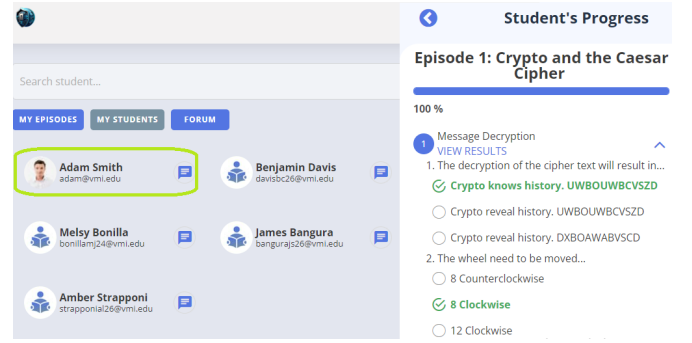 Search student...
MY EPISODES
MY STUDENTS
FORUM
Adam Smith
adam@vmi.edu
Benjamin Davis
davisbc26@vmi.edu
Melsy Bonilla
bonillamj24@vmi.edu
James Bangura
bangurajs26@vmi.edu
Amber Strapponi
strapponial26@vmi.edu
Student's Progress
Episode 1: Crypto and the Caesar
Cipher
100 %
1
Message Decryption
VIEW RESULTS
1. The decryption of the cipher text will result in...
Crypto knows history. UWBOUWBCVSZD
Crypto reveal history. UWBOUWBCVSZD
Crypto reveal history. DXBOAWABVSCD
2. The wheel need to be moved...
8 Counterclockwise
8 Clockwise
12 Clockwise